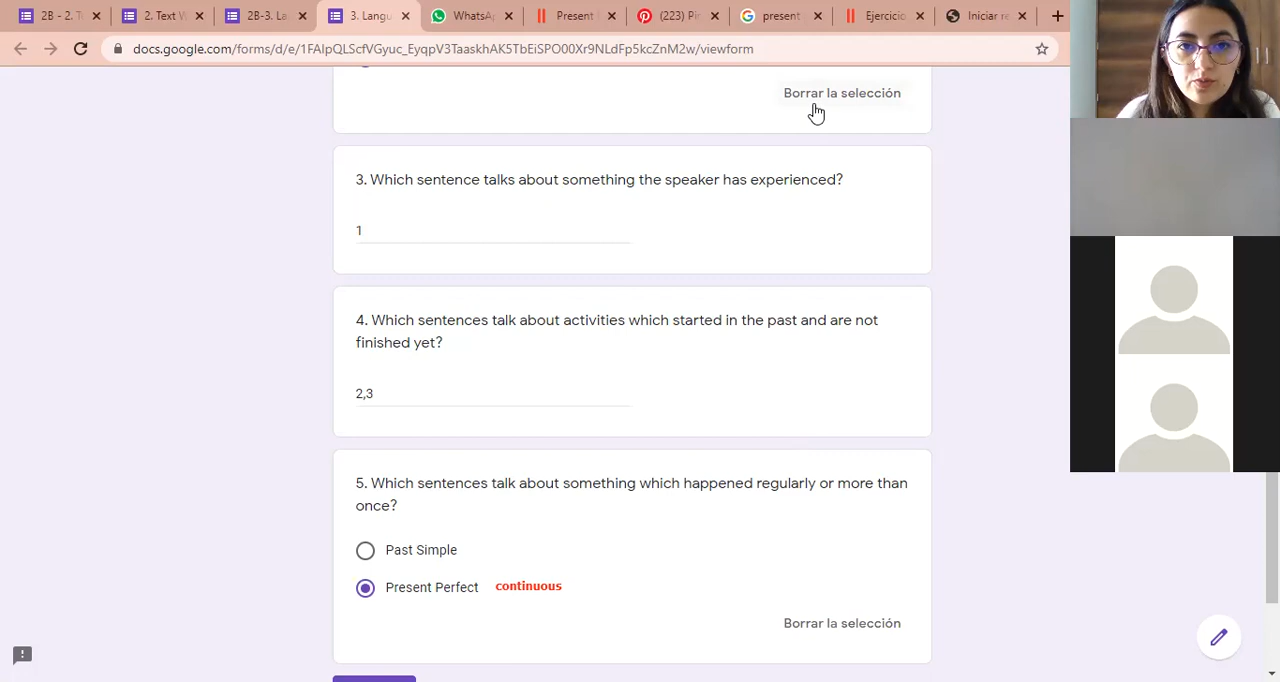 2B - 2. T
2. Text W
2B-3. La
3. Langu
WhatsAp
Present
(223) Pin
present
Ejercicio
Iniciar re
docs.google.com/forms/d/e/1FAIpQLScfVGyuc_EyqpV3TaaskhAK5TbEiSPO00Xr9NLdFp5kcZnM2w/viewform
Borrar la selección
3. Which sentence talks about something the speaker has experienced?
1
4. Which sentences talk about activities which started in the past and are not
finished yet?
2,3
5. Which sentences talk about something which happened regularly or more than
once?
Past Simple
Present Perfect continuous
Borrar la selección